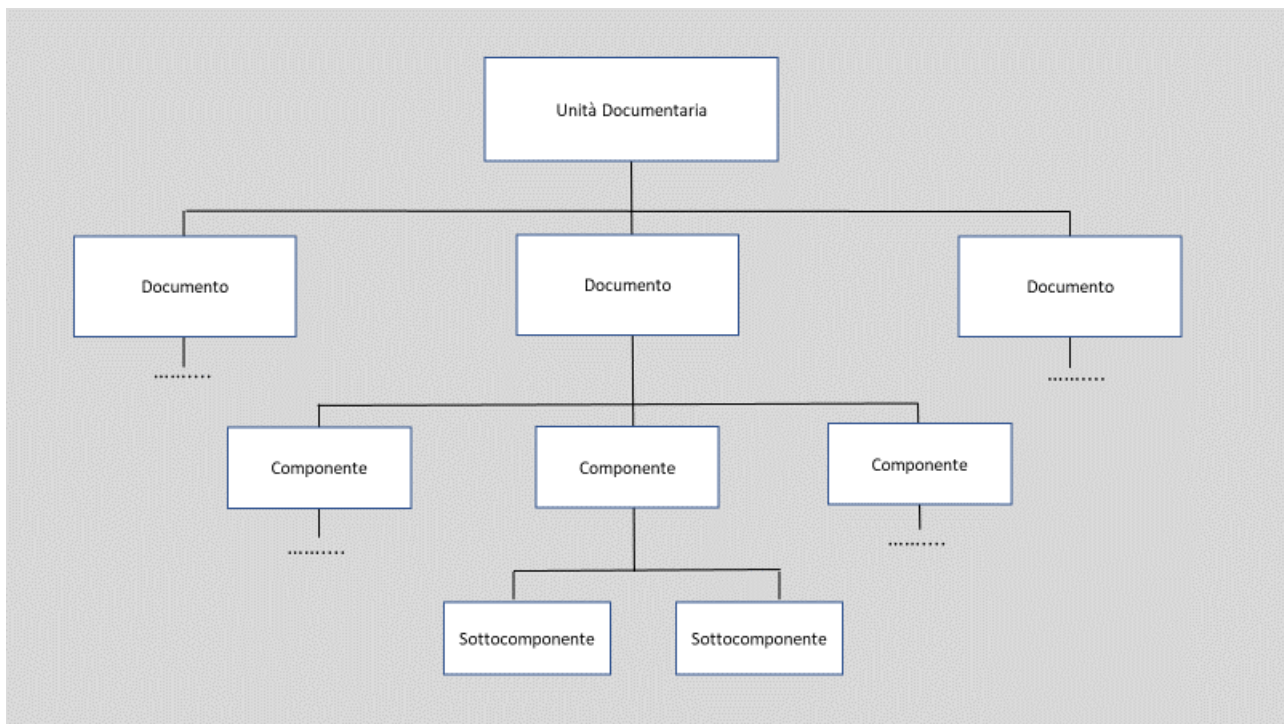 Unità Documentaria
Documento
Documento
Documento
..........
..........
Componente
Componente
Componente
..........
..........
Sottocomponente
Sottocomponente